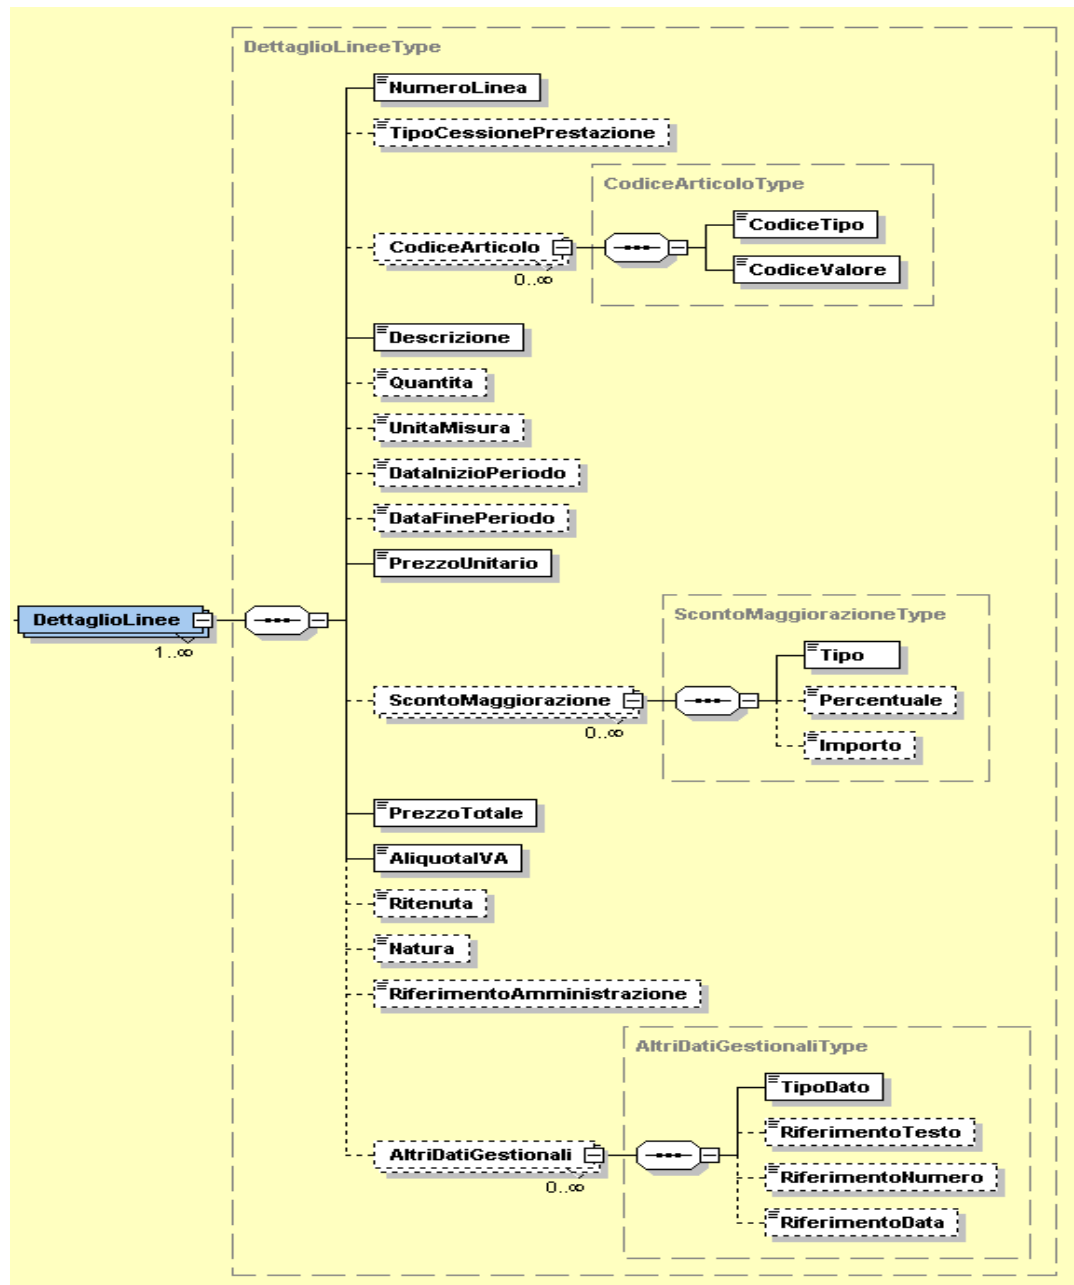 DettaglioLineeType
NumeroLinea
TipoCessionePrestazione
CodiceArticoloType
CodiceTipo
CodiceArticolo
CodiceValore
0..∞
Descrizione
Quantita
UnitaMisura
DataInizioPeriodo
DataFinePeriodo
PrezzoUnitario
DettaglioLinee
1..∞
ScontoMaggiorazioneType
Tipo
ScontoMaggiorazione
Percentuale
0..∞
Importo
PrezzoTotale
AliquotaIVA
Ritenuta
Natura
RiferimentoAmministrazione
AltriDatiGestionaliType
TipoDato
RiferimentoTesto
AltriDatiGestionali
RiferimentoNumero
0..∞
RiferimentoData